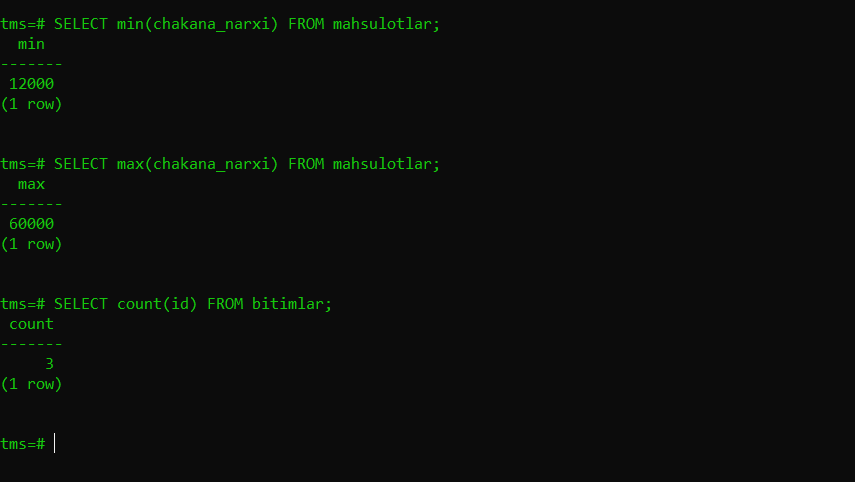 tms=# SELECT min(chakana_narxi) FROM mahsulotlar;
  min
-------
 12000
(1 row)
tms=# SELECT max(chakana_narxi) FROM mahsulotlar;
  max
-------
 60000
(1 row)
tms=# SELECT count(id) FROM bitimlar;
 count
-------
     3
(1 row)
tms=#